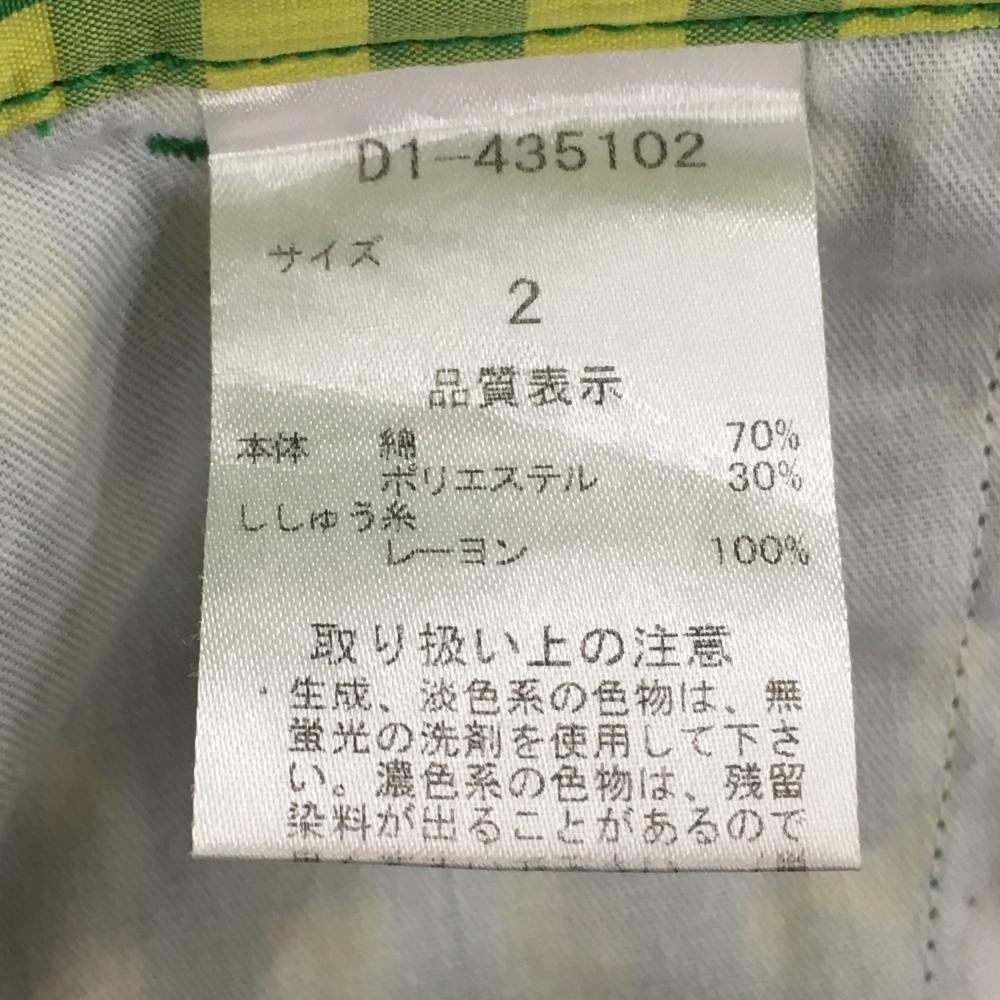 D1-435102
サイズ
2
品質表示
本体 綿 70%
ポリエステル 30%
ししゅう糸
レーヨン 100%
取り扱い上の注意
・生成、淡色系の色物は、無
蛍光の洗剤を使用して下さ
い。濃色系の色物は、残留
染料が出ることがあるので